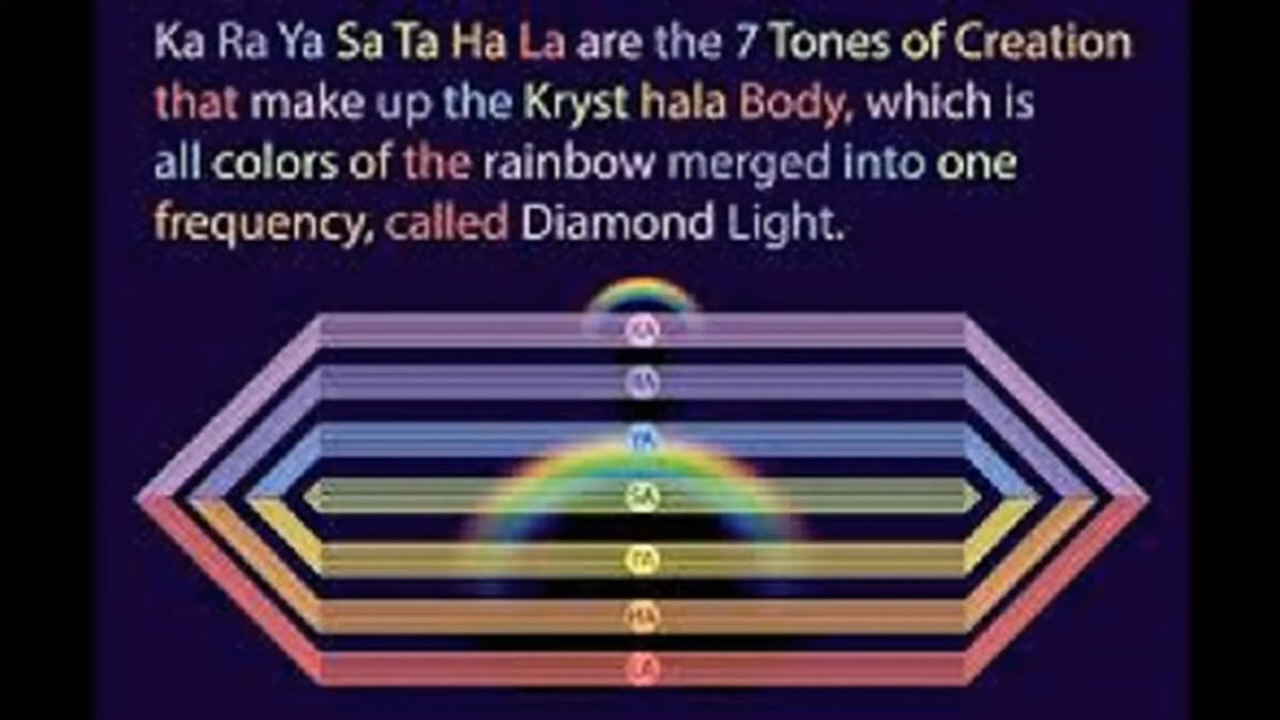 Ka Ra Ya Sa Ta Ha La are the 7 Tones of Creation
that make up the Kryst hala Body, which is
all colors of the rainbow merged into one
frequency, called Diamond Light.
KA
RA
YA
SA
TA
HA
LA